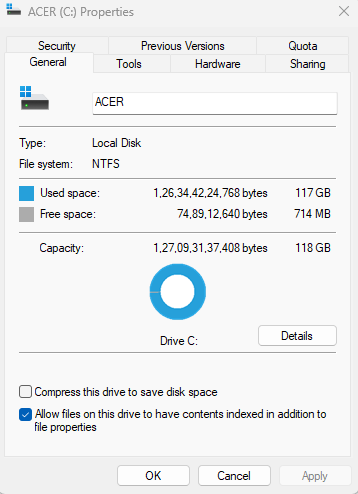 ACER (C:) Properties
Security Previous Versions Quota
General Tools Hardware Sharing
ACER
Type: Local Disk
File system: NTFS
Used space: 1,26,34,42,24,768 bytes 117 GB
Free space: 74,89,12,640 bytes 714 MB
Capacity: 1,27,09,31,37,408 bytes 118 GB
Drive C: Details
Compress this drive to save disk space
Allow files on this drive to have contents indexed in addition to
file properties
OK Cancel Apply